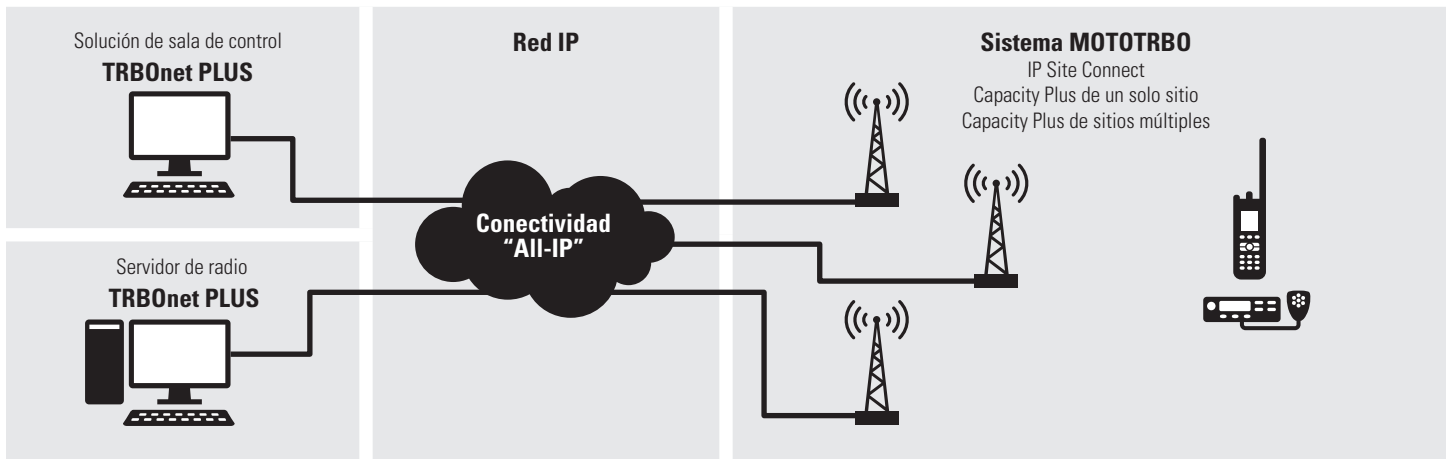 Solución de sala de control
TRBOnet PLUS
Servidor de radio
TRBOnet PLUS
Red IP
Conectividad
“All-IP”
Sistema MOTOTRBO
IP Site Connect
Capacity Plus de un solo sitio
Capacity Plus de sitios múltiples